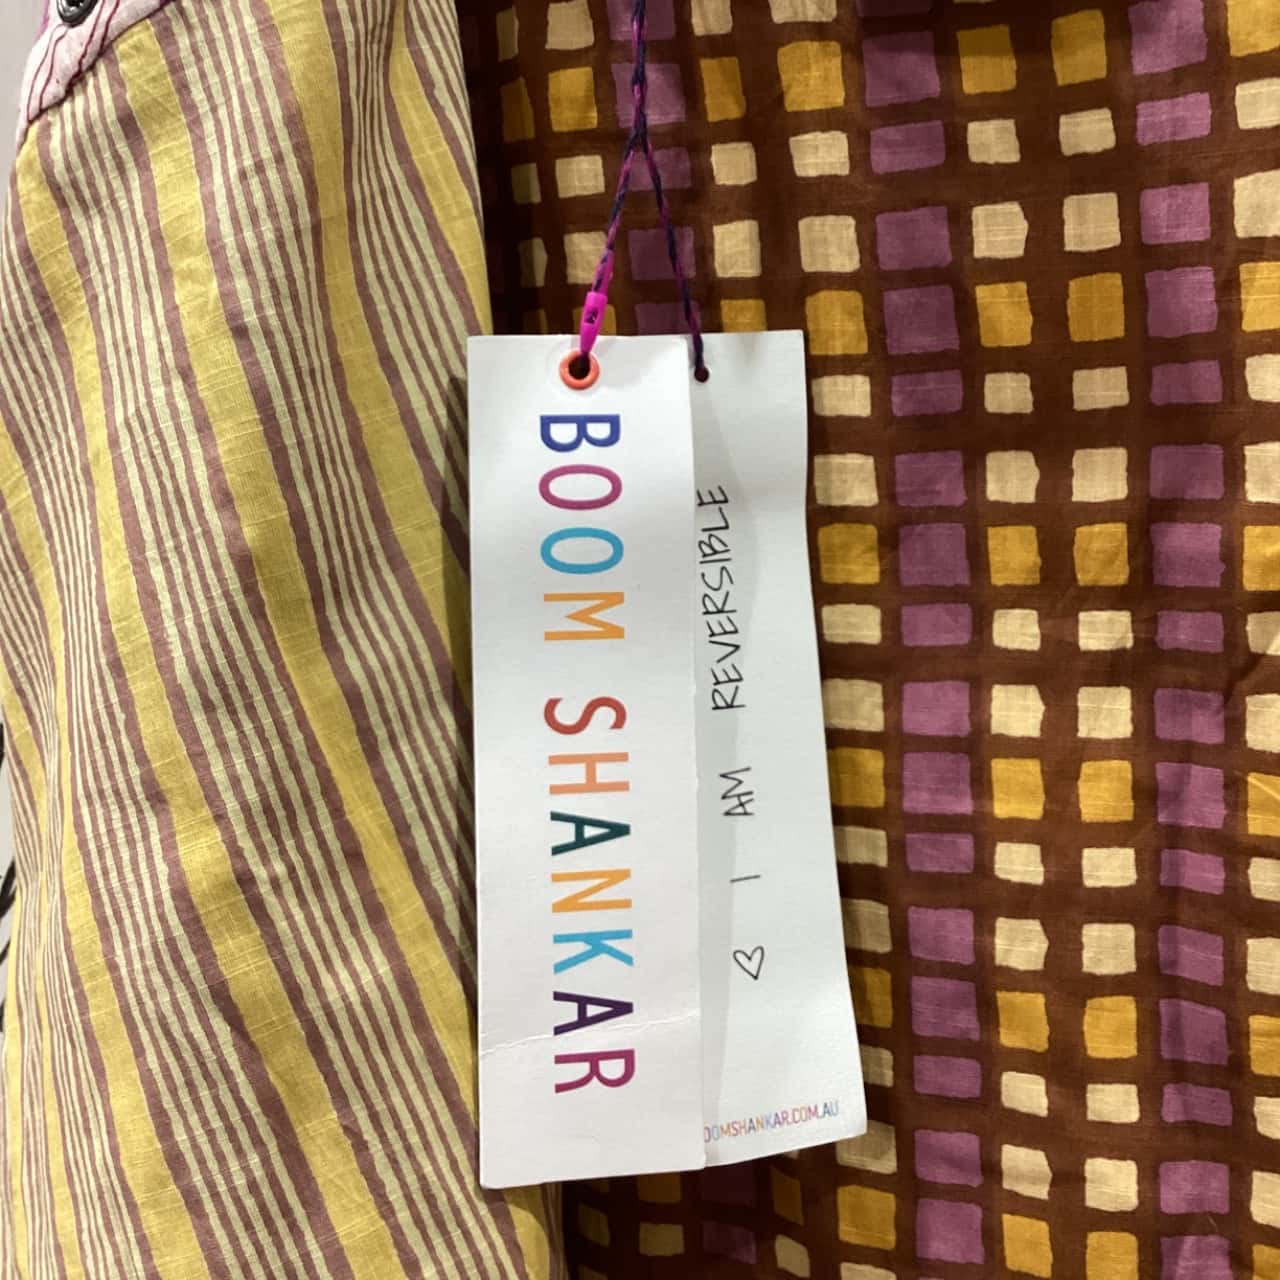 BOOM SHANKAR
♡ I AM REVERSIBLE
OOMSHANKAR.COM.AU